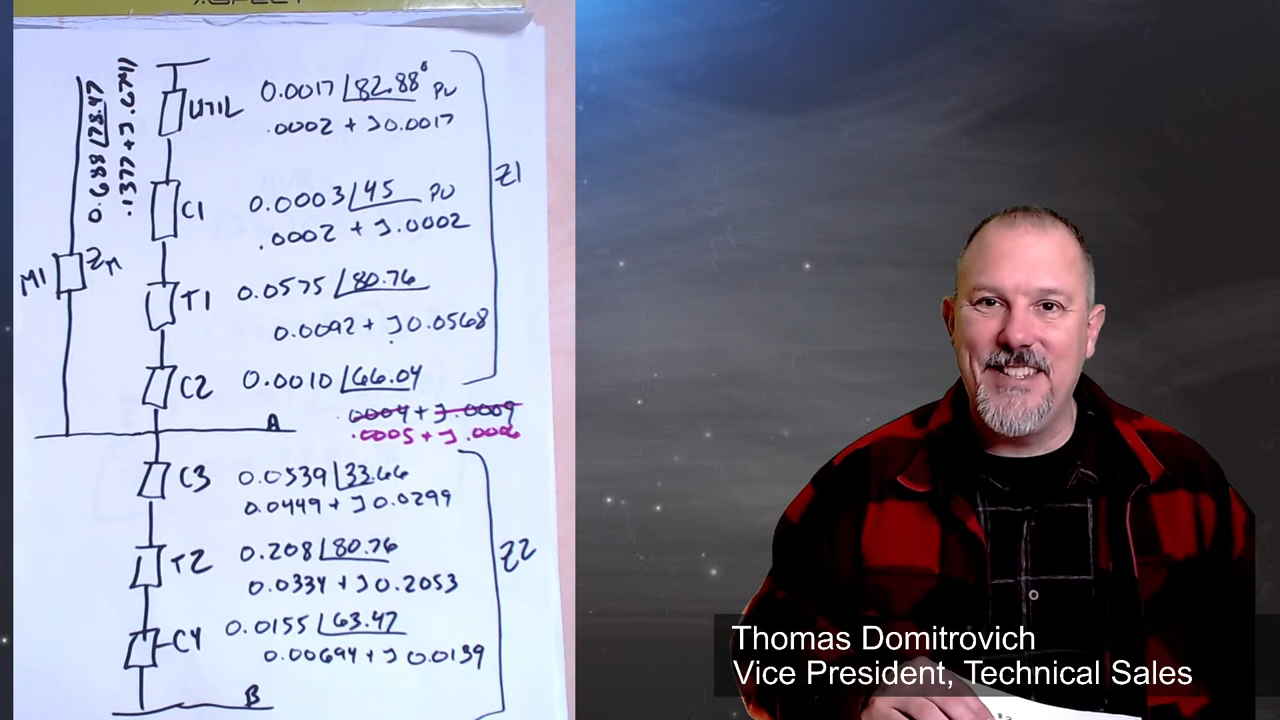 UTIL 0.0017 ∠82.88° PU
.0002 + J0.0017
C1 0.0003 ∠45 PU
.0002 + J.0002
Z1
T1 0.0575 ∠80.76
0.0092 + J0.0568
C2 0.0010 ∠66.04
.0004 + J.0009
.0005 + J.0006
M1 ZM
0.688 ∠78.47
A
C3 0.0539 ∠33.66
0.0449 + J0.0299
T2 0.208 ∠80.76
0.0334 + J0.2053
Z2
C4 0.0155 ∠63.47
0.00694 + J0.0139
B
Thomas Domitrovich
Vice President, Technical Sales